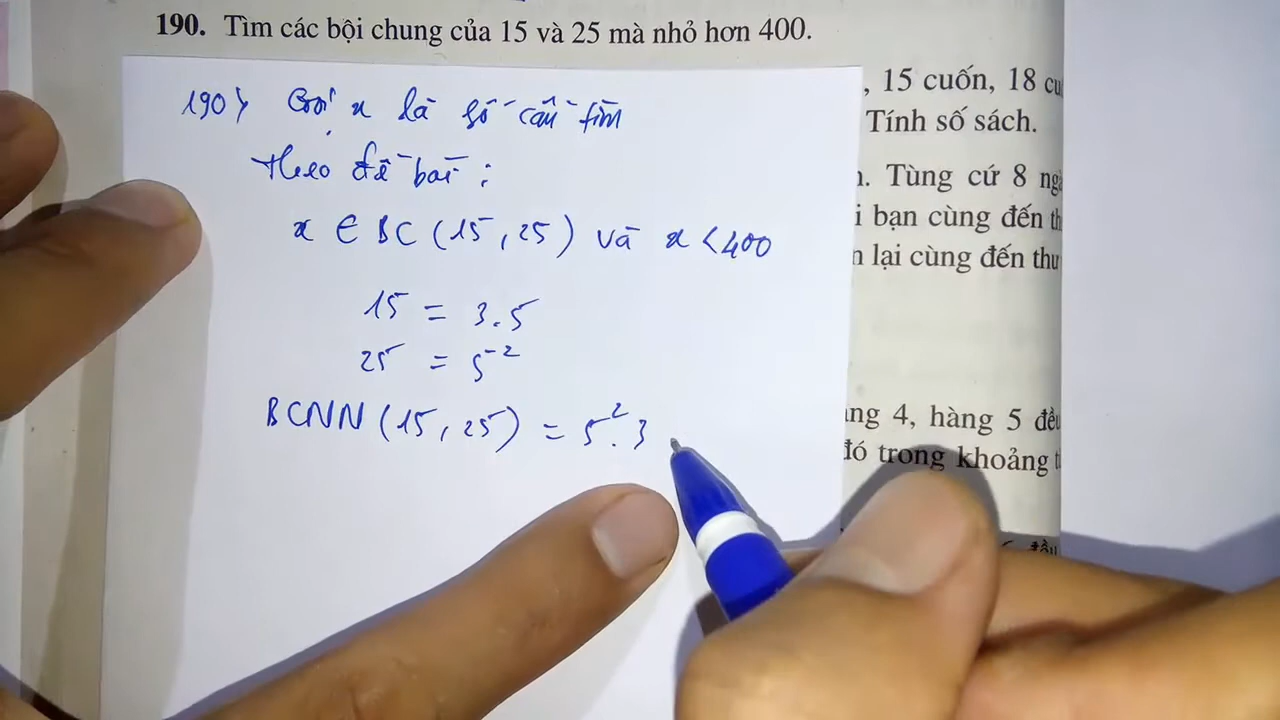 190. Tìm các bội chung của 15 và 25 mà nhỏ hơn 400.
190) Gọi x là số cần tìm
Theo đề bài :
x ∈ BC (15, 25) và x < 400
15 = 3.5
25 = 5²
BCNN (15, 25) = 5².3
, 15 cuốn, 18 cu
Tính số sách.
n. Tùng cứ 8 ng
i bạn cùng đến th
n lại cùng đến thư
àng 4, hàng 5 đều
đó trong khoảng t